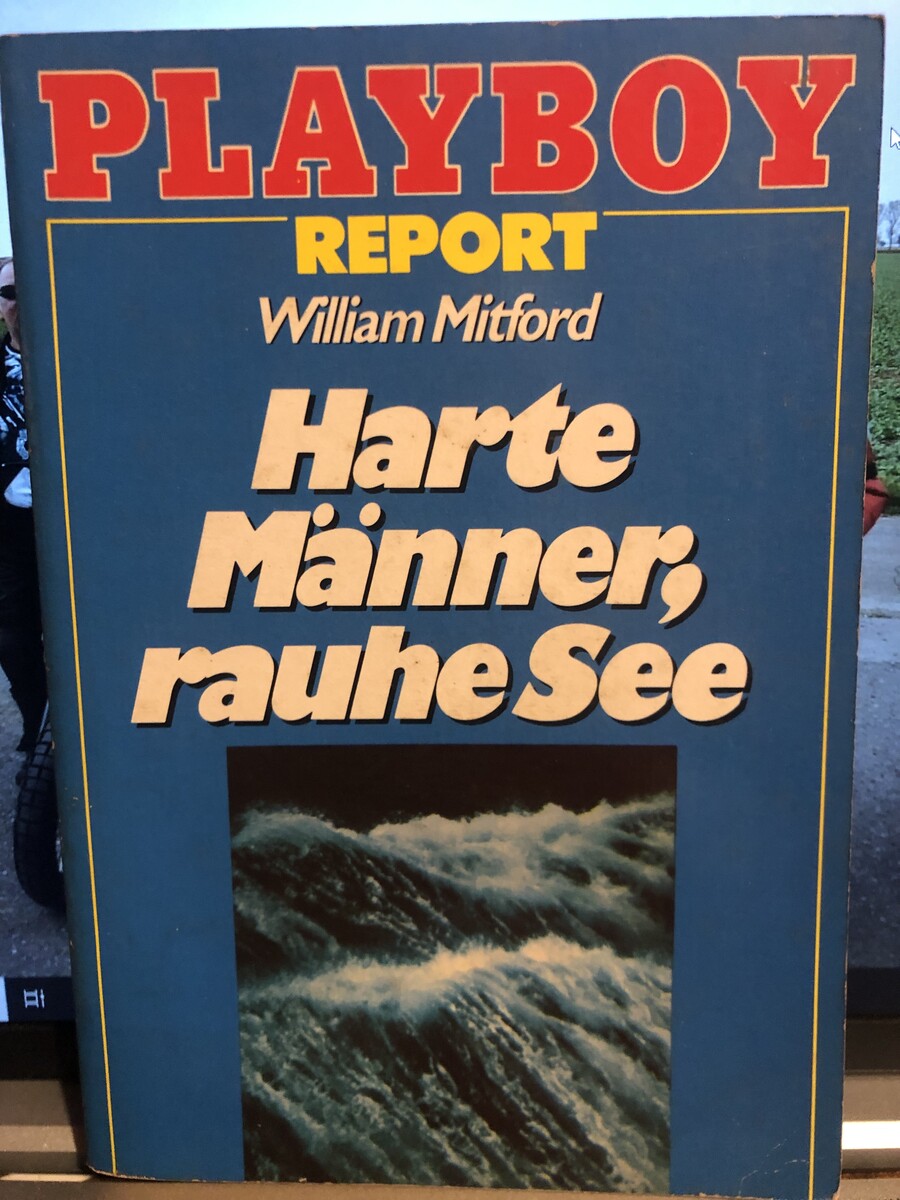 PLAYBOY
REPORT
William Mitford
Harte
Männer,
rauhe See